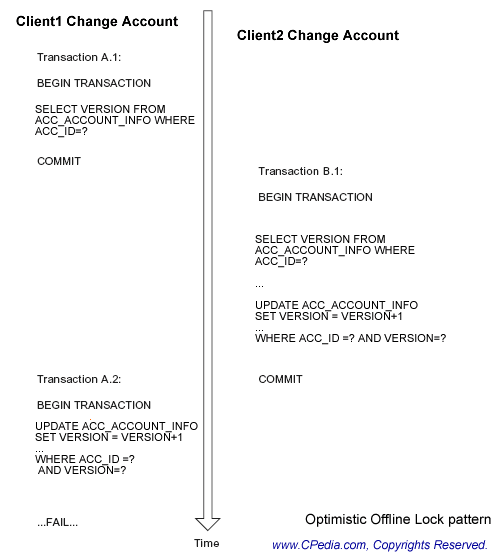 Client1 Change Account
Transaction A.1:
BEGIN TRANSACTION
SELECT VERSION FROM
ACC_ACCOUNT_INFO WHERE
ACC_ID=?
COMMIT
Client2 Change Account
Transaction B.1:
BEGIN TRANSACTION
SELECT VERSION FROM
ACC_ACCOUNT_INFO WHERE
ACC_ID=?
...
UPDATE ACC_ACCOUNT_INFO
SET VERSION = VERSION+1
...
WHERE ACC_ID =? AND VERSION=?
COMMIT
Transaction A.2:
BEGIN TRANSACTION
UPDATE ACC_ACCOUNT_INFO
SET VERSION = VERSION+1
...
WHERE ACC_ID =?
AND VERSION=?
...FAIL...
Time
Optimistic Offline Lock pattern
www.CPedia.com, Copyrights Reserved.